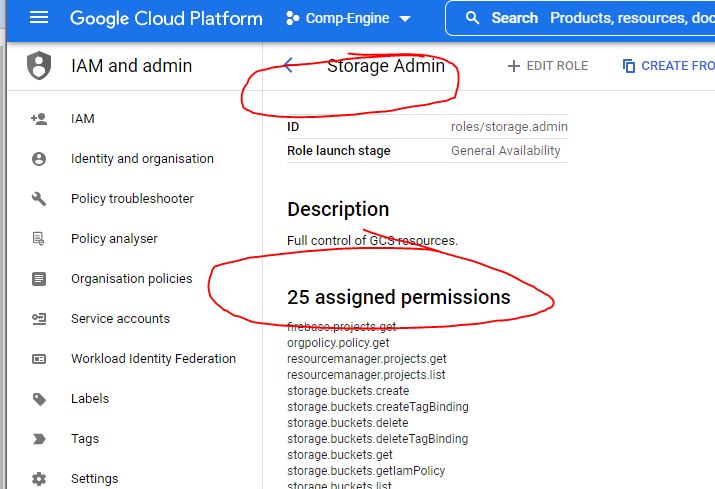 Google Cloud Platform
Comp-Engine
Search Products, resources, doc
IAM and admin
Storage Admin
EDIT ROLE
CREATE FRO
IAM
Identity and organisation
Policy troubleshooter
Policy analyser
Organisation policies
Service accounts
Workload Identity Federation
Labels
Tags
Settings
ID roles/storage.admin
Role launch stage General Availability
Description
Full control of GCS resources.
25 assigned permissions
firebase.projects.get
orgpolicy.policy.get
resourcemanager.projects.get
resourcemanager.projects.list
storage.buckets.create
storage.buckets.createTagBinding
storage.buckets.delete
storage.buckets.deleteTagBinding
storage.buckets.get
storage.buckets.getIamPolicy
storage.buckets.list